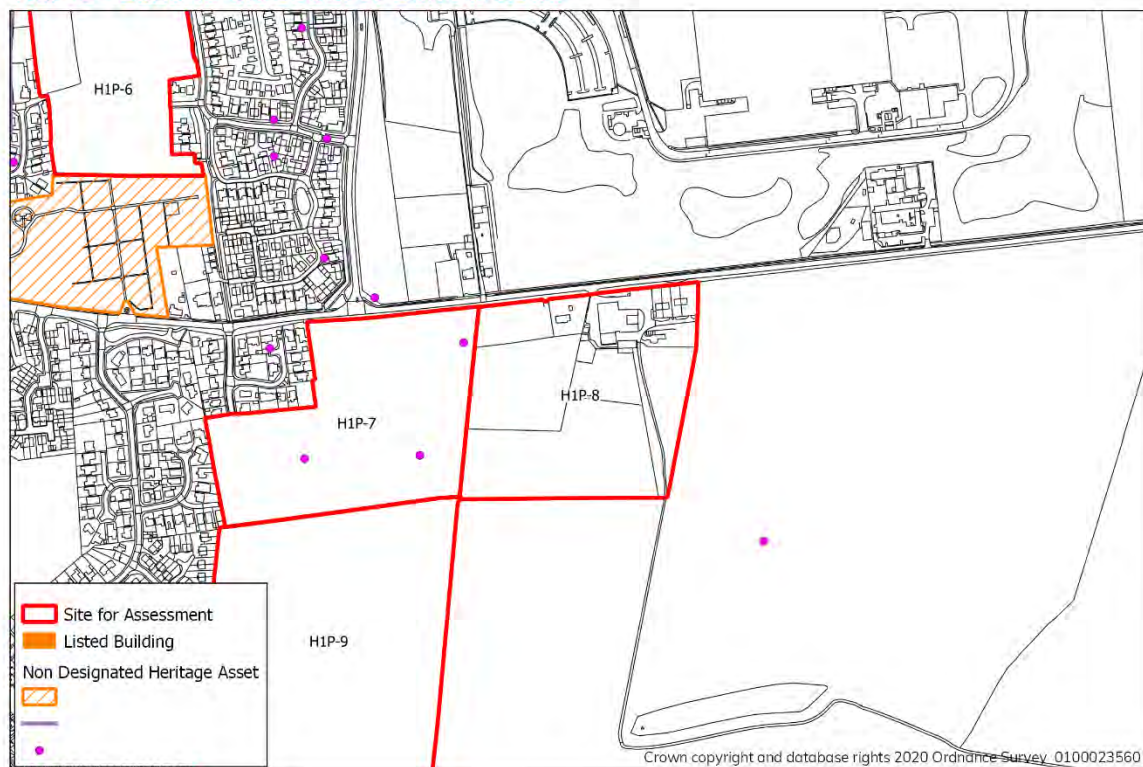 H1P-6
H1P-7
H1P-8
H1P-9
Site for Assessment
Listed Building
Non Designated Heritage Asset
Crown copyright and database rights 2020 Ordnance Survey 0100023560